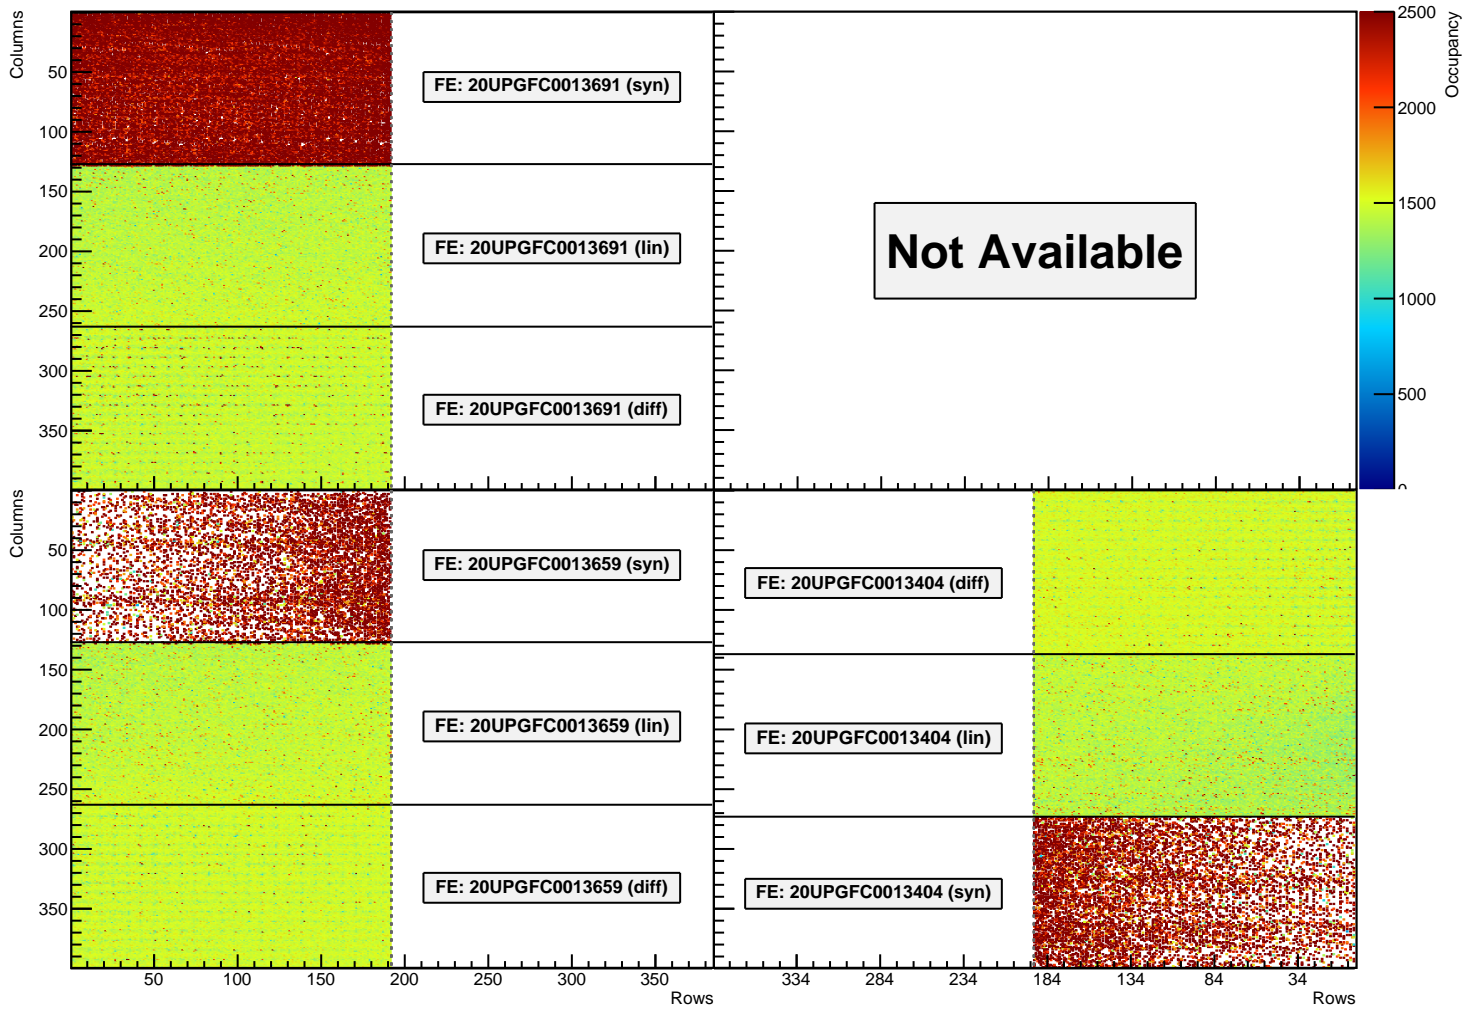 Columns
50
100
150
200
250
300
350
FE: 20UPGFC0013691 (syn)
FE: 20UPGFC0013691 (lin)
FE: 20UPGFC0013691 (diff)
Not Available
2500
2000
1500
1000
500
0
Occupancy
Columns
50
100
150
200
250
300
350
FE: 20UPGFC0013659 (syn)
FE: 20UPGFC0013659 (lin)
FE: 20UPGFC0013659 (diff)
FE: 20UPGFC0013404 (diff)
FE: 20UPGFC0013404 (lin)
FE: 20UPGFC0013404 (syn)
50 100 150 200 250 300 350
Rows
334 284 234 184 134 84 34
Rows